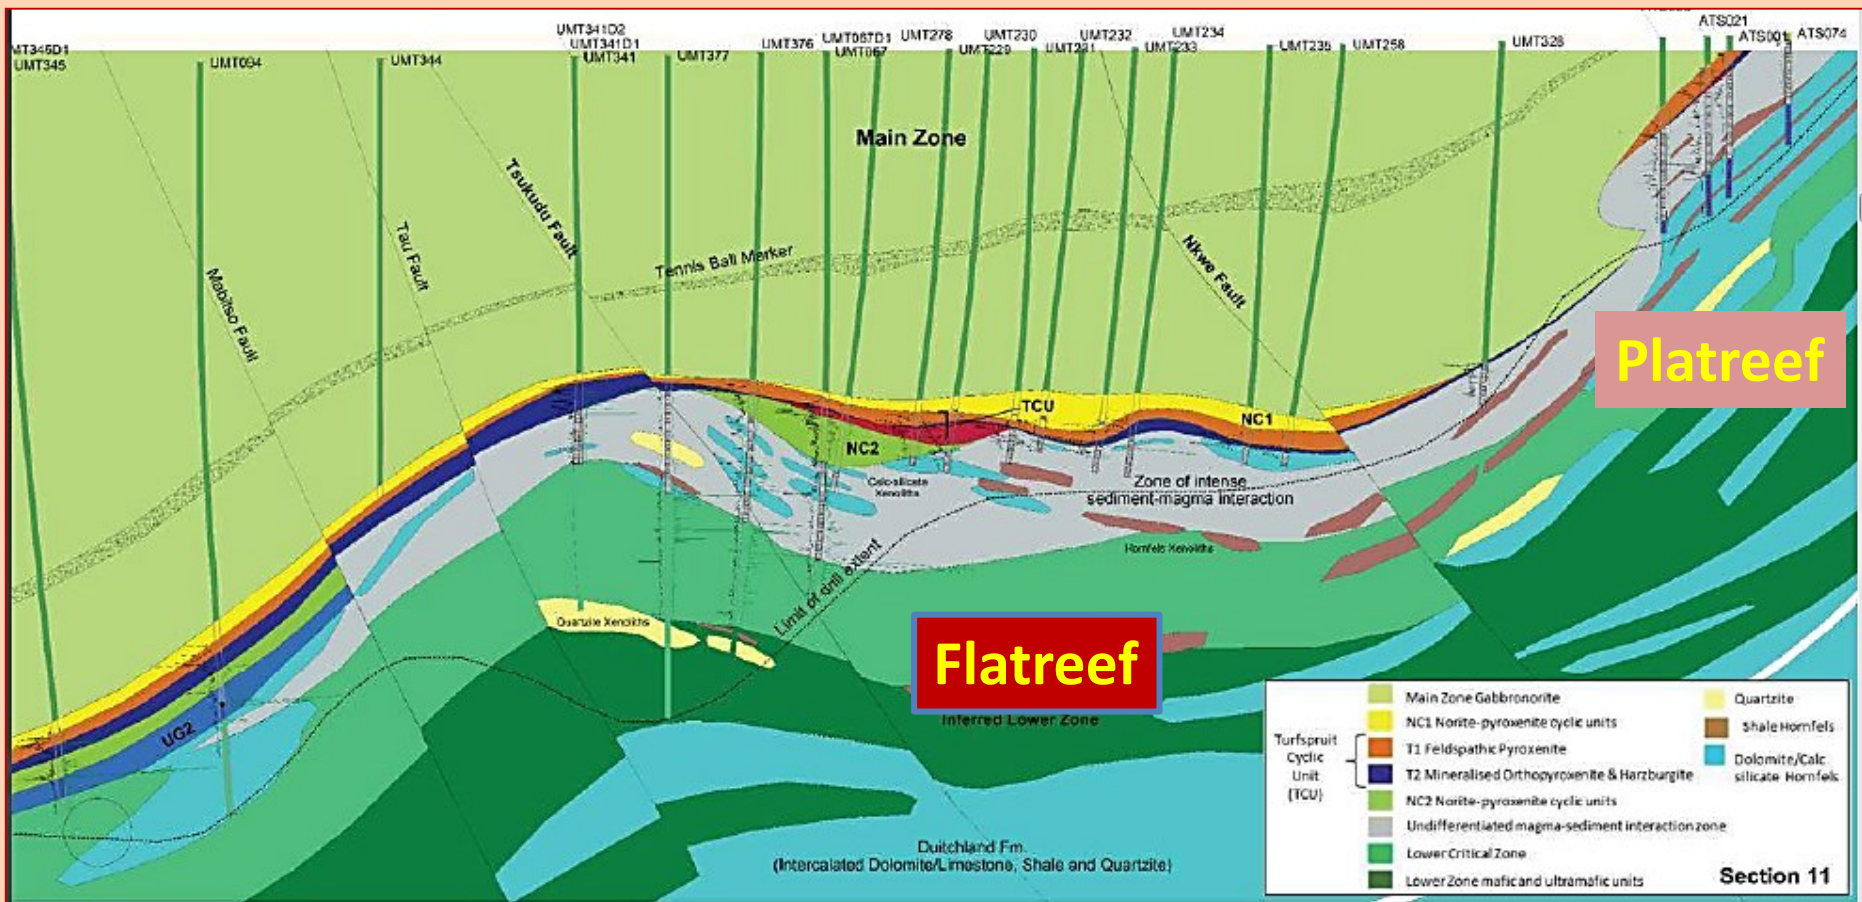 UMT341D2
ATS021
MT345D1
UMT341D1
UMT376
UMT067D1
UMT278
UMT230
UMT232
UMT234
ATS001
ATS074
UMT345
UMT094
UMT344
UMT341
UMT377
UMT067
UMT229
UMT231
UMT233
UMT235
UMT258
UMT328
Main Zone
Tsukudu Fault
Tau Fault
Mabitso Fault
Tennis Ball Marker
Nkwe Fault
Platreef
TCU
NC1
NC2
Calc-silicate
Xenoliths
Zone of intense
sediment-magma interaction
Hornfels Xenoliths
Limit of drill extent
Quartzite Xenoliths
Flatreef
Inferred Lower Zone
UG2
Duitchland Fm.
(Intercalated Dolomite/Limestone, Shale and Quartzite)
Main Zone Gabbronorite
NC1 Norite-pyroxenite cyclic units
Turfspruit
Cyclic
Unit
(TCU)
T1 Feldspathic Pyroxenite
T2 Mineralised Orthopyroxenite & Harzburgite
NC2 Norite-pyroxenite cyclic units
Undifferentiated magma-sediment interaction zone
Lower Critical Zone
Lower Zone mafic and ultramafic units
Quartzite
Shale Hornfels
Dolomite/Calc
silicate Hornfels
Section 11